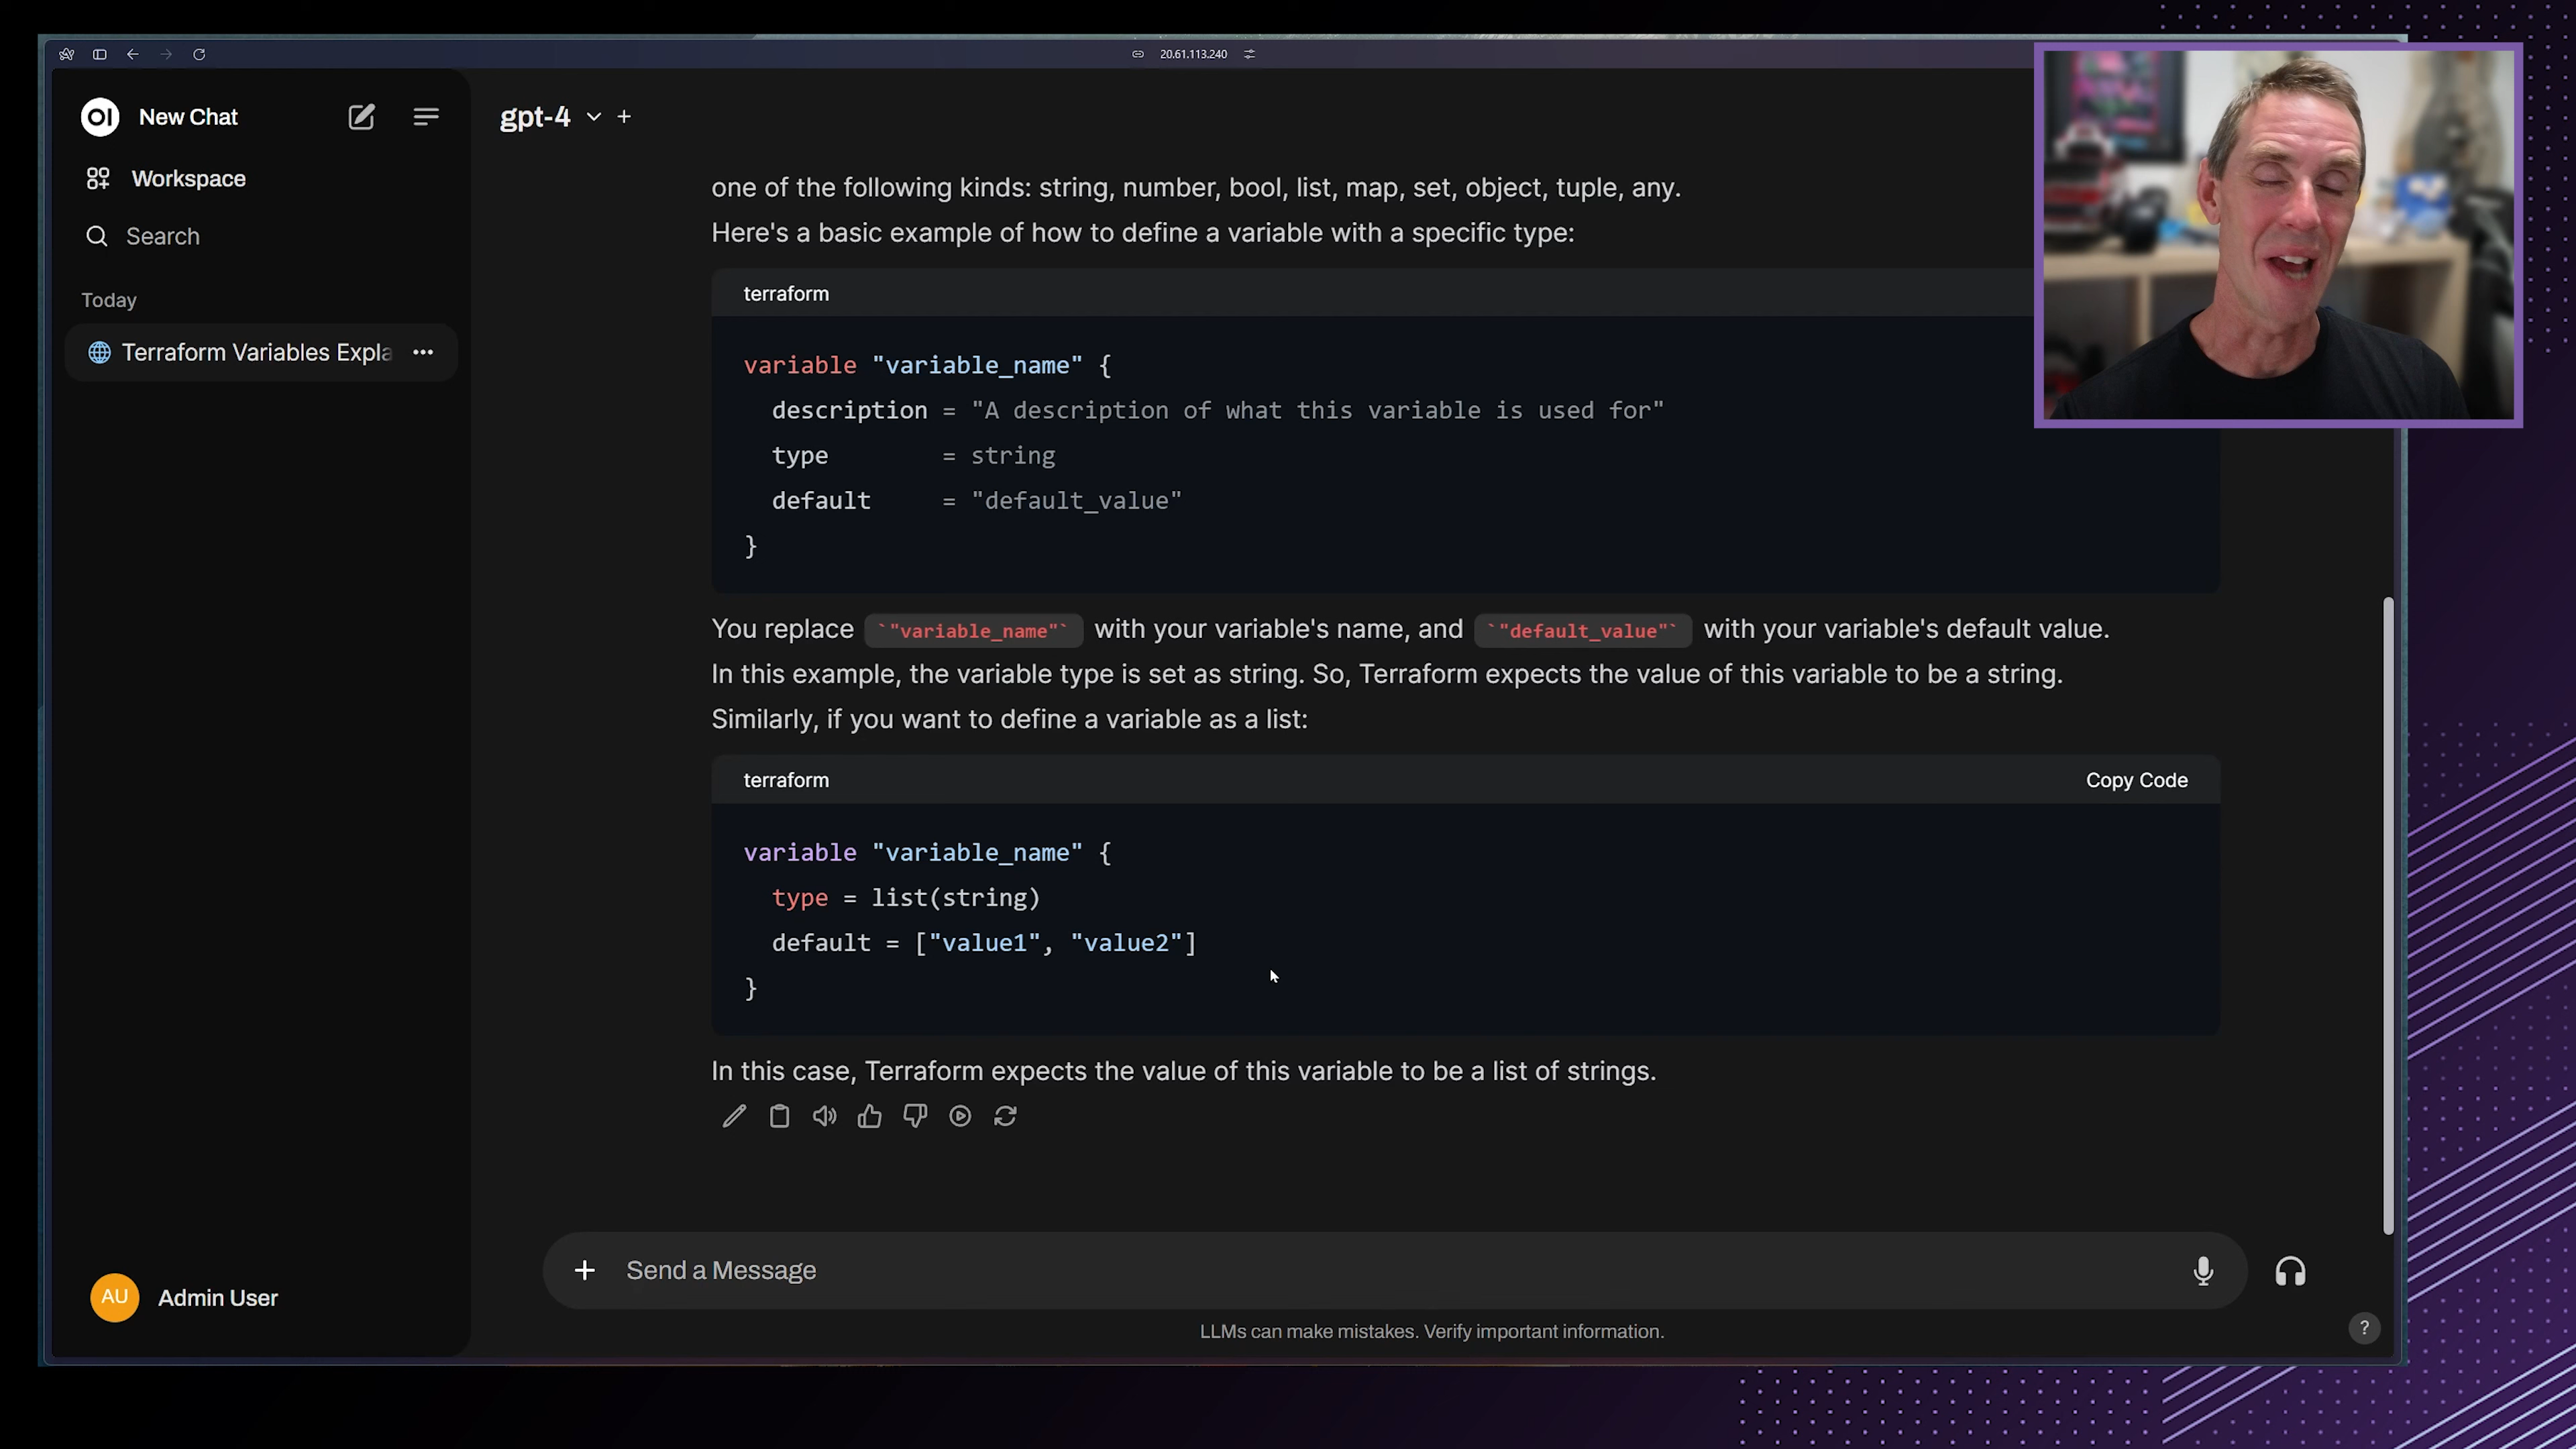 20.61.113.240
OI New Chat
Workspace
Search
Today
Terraform Variables Expla
gpt-4
one of the following kinds: string, number, bool, list, map, set, object, tuple, any.
Here's a basic example of how to define a variable with a specific type:
terraform
variable "variable_name" {
description = "A description of what this variable is used for"
type = string
default = "default_value"
}
You replace `"variable_name"` with your variable's name, and `"default_value"` with your variable's default value.
In this example, the variable type is set as string. So, Terraform expects the value of this variable to be a string.
Similarly, if you want to define a variable as a list:
terraform Copy Code
variable "variable_name" {
type = list(string)
default = ["value1", "value2"]
}
In this case, Terraform expects the value of this variable to be a list of strings.
Send a Message
AU Admin User
LLMs can make mistakes. Verify important information.
?